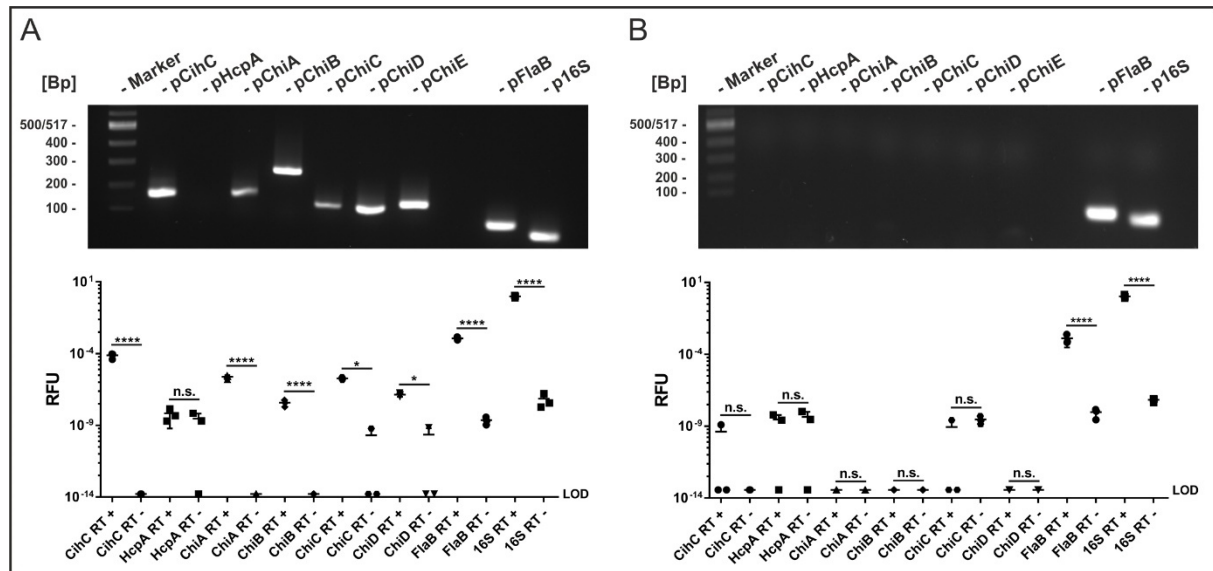 A
[Bp]
- Marker
- pCihC
- pHcpA
- pChiA
- pChiB
- pChiC
- pChiD
- pChiE
- pFlaB
- p16S
500/517 -
400 -
300 -
200 -
100 -
10¹
10⁻⁴
10⁻⁹
10⁻¹⁴
RFU
****
n.s.
****
****
*
*
****
****
LOD
CihC RT +
CihC RT -
HcpA RT +
HcpA RT -
ChiA RT +
ChiA RT -
ChiB RT +
ChiB RT -
ChiC RT +
ChiC RT -
ChiD RT +
ChiD RT -
FlaB RT +
FlaB RT -
16S RT +
16S RT -
B
[Bp]
- Marker
- pCihC
- pHcpA
- pChiA
- pChiB
- pChiC
- pChiD
- pChiE
- pFlaB
- p16S
500/517 -
400 -
300 -
200 -
100 -
10¹
10⁻⁴
10⁻⁹
10⁻¹⁴
RFU
n.s.
n.s.
n.s.
n.s.
n.s.
n.s.
****
****
LOD
CihC RT +
CihC RT -
HcpA RT +
HcpA RT -
ChiA RT +
ChiA RT -
ChiB RT +
ChiB RT -
ChiC RT +
ChiC RT -
ChiD RT +
ChiD RT -
FlaB RT +
FlaB RT -
16S RT +
16S RT -